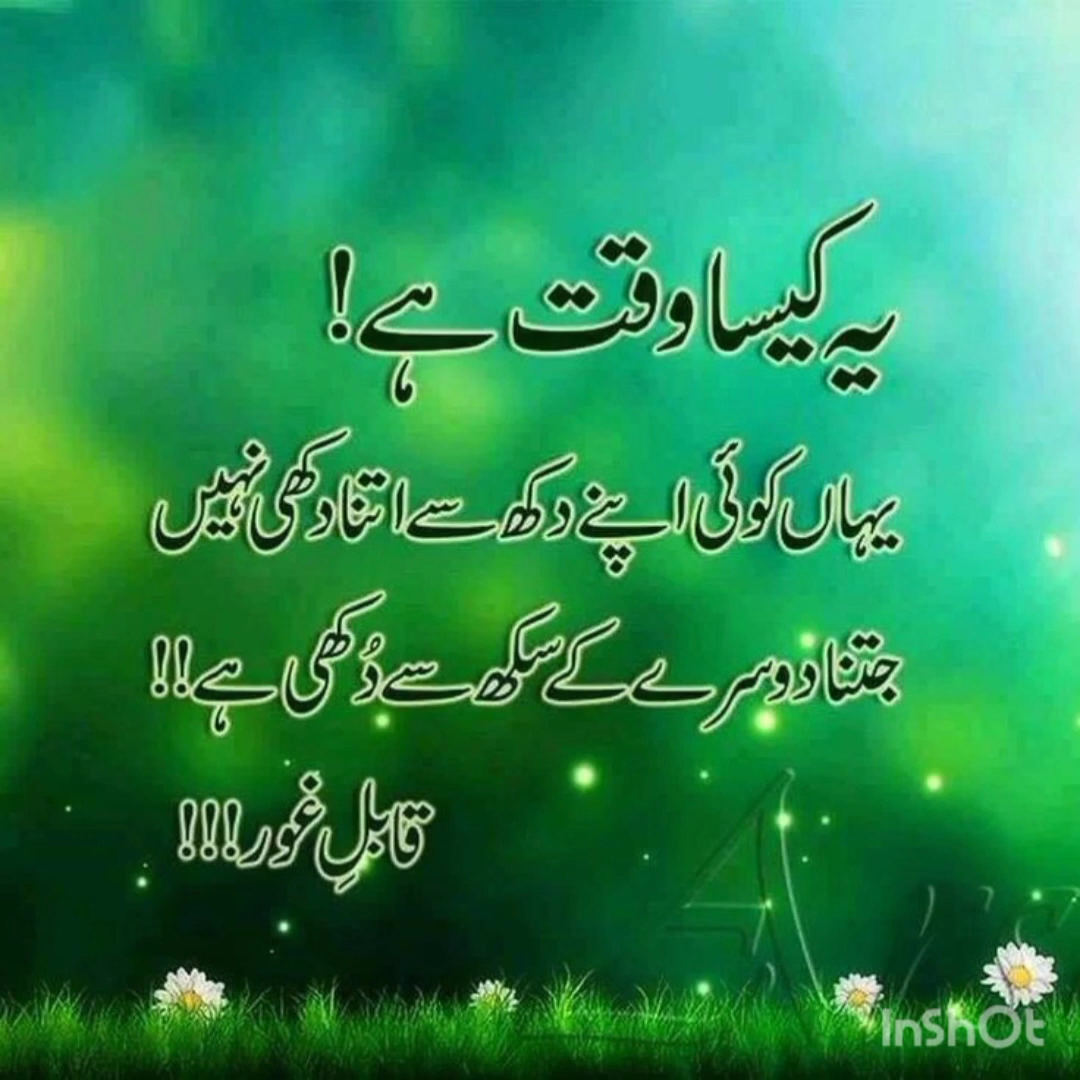 یہ کیسا وقت ہے!
یہاں کوئی اپنے دکھ سے اتنا دکھی نہیں
جتنا دوسرے کے سکھ سے دُکھی ہے!!
قابلِ غور!!!
InShOt